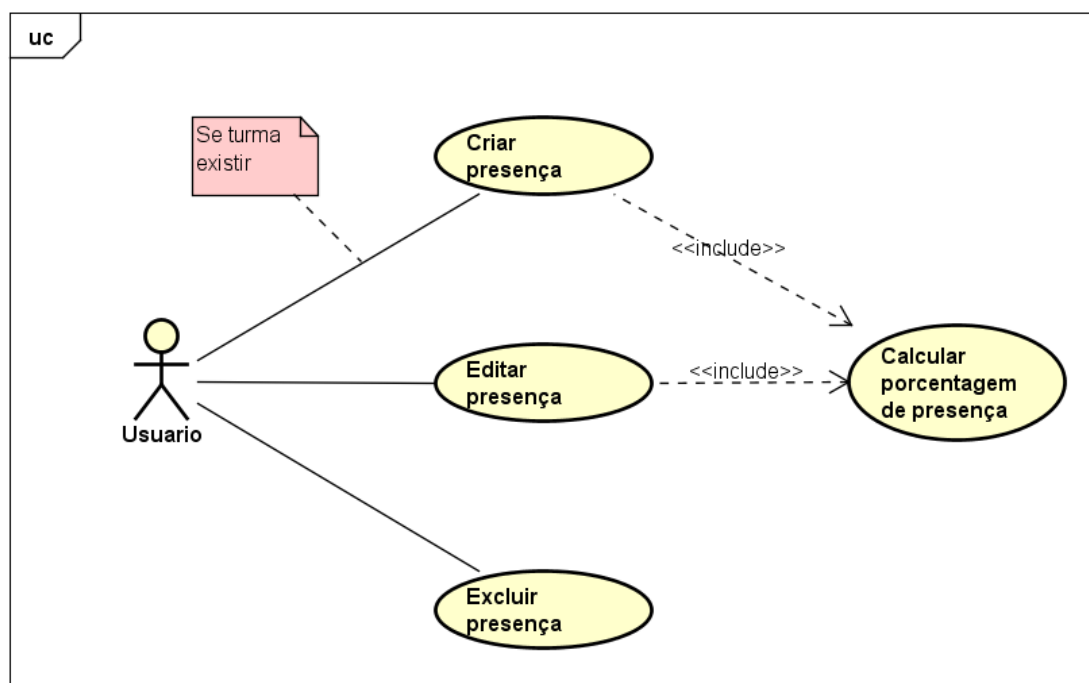 uc
Se turma
existir
Criar
presença
<<include>>
Usuario
Editar
presença
<<include>>
Calcular
porcentagem
de presença
Excluir
presença